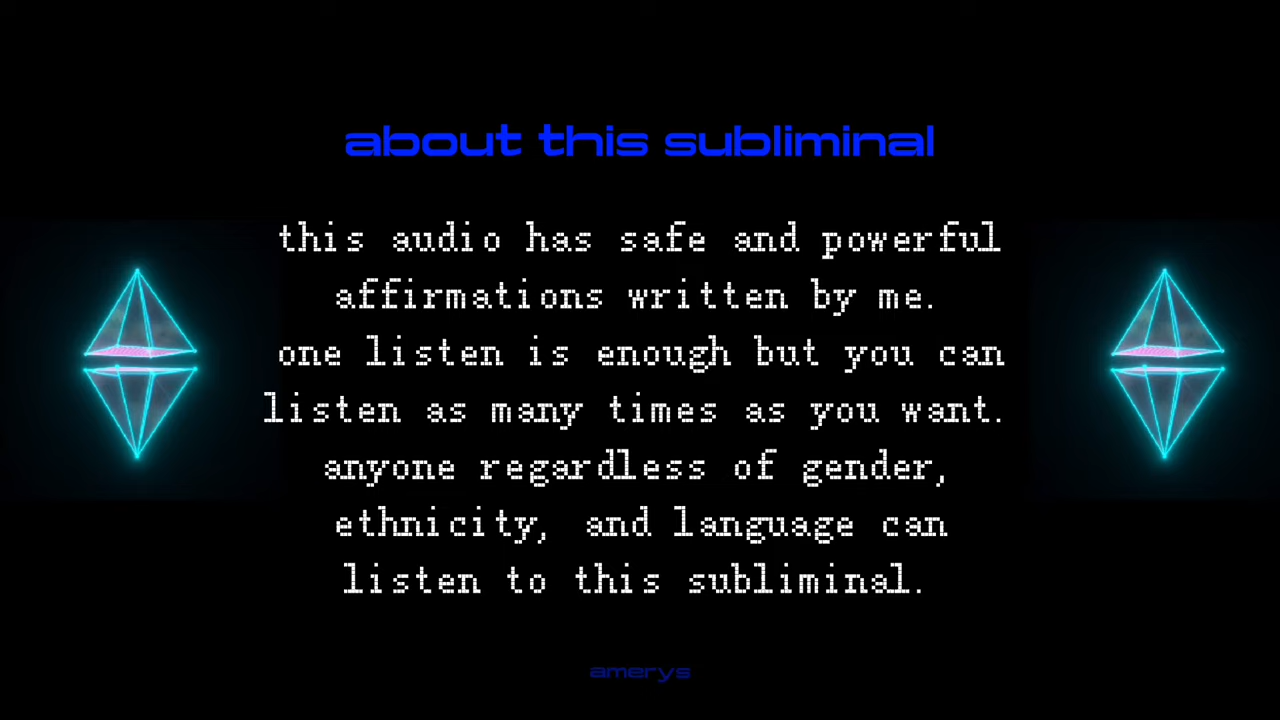 about this subliminal
this audio has safe and powerful
affirmations written by me.
one listen is enough but you can
listen as many times as you want.
anyone regardless of gender,
ethnicity, and language can
listen to this subliminal.
amerys